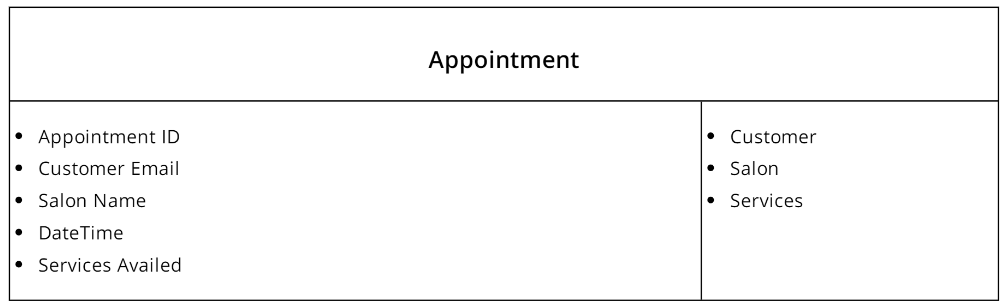 Appointment
• Appointment ID
• Customer Email
• Salon Name
• DateTime
• Services Availed
• Customer
• Salon
• Services